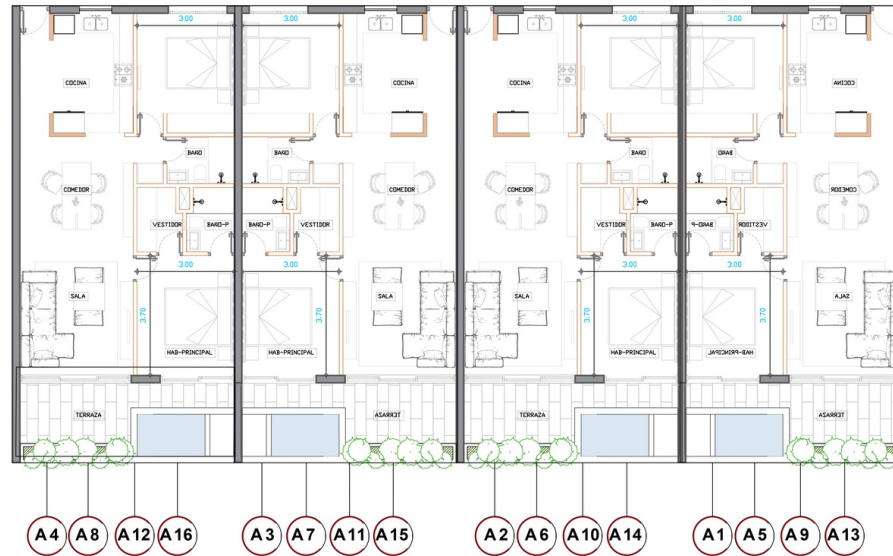 3.00 3.00 3.00 3.00
COCINA COCINA COCINA COCINA
BAÑO BAÑO BAÑO BAÑO
COMEDOR COMEDOR COMEDOR COMEDOR
VESTIDOR BAÑO-P BAÑO-P VESTIDOR VESTIDOR BAÑO-P BAÑO-P VESTIDOR
3.00 3.00 3.00 3.00
SALA SALA SALA SALA
3.70 3.70 3.70 3.70
HAB-PRINCIPAL HAB-PRINCIPAL HAB-PRINCIPAL HAB-PRINCIPAL
TERRAZA TERRAZA TERRAZA TERRAZA
A4 A8 A12 A16 A3 A7 A11 A15 A2 A6 A10 A14 A1 A5 A9 A13